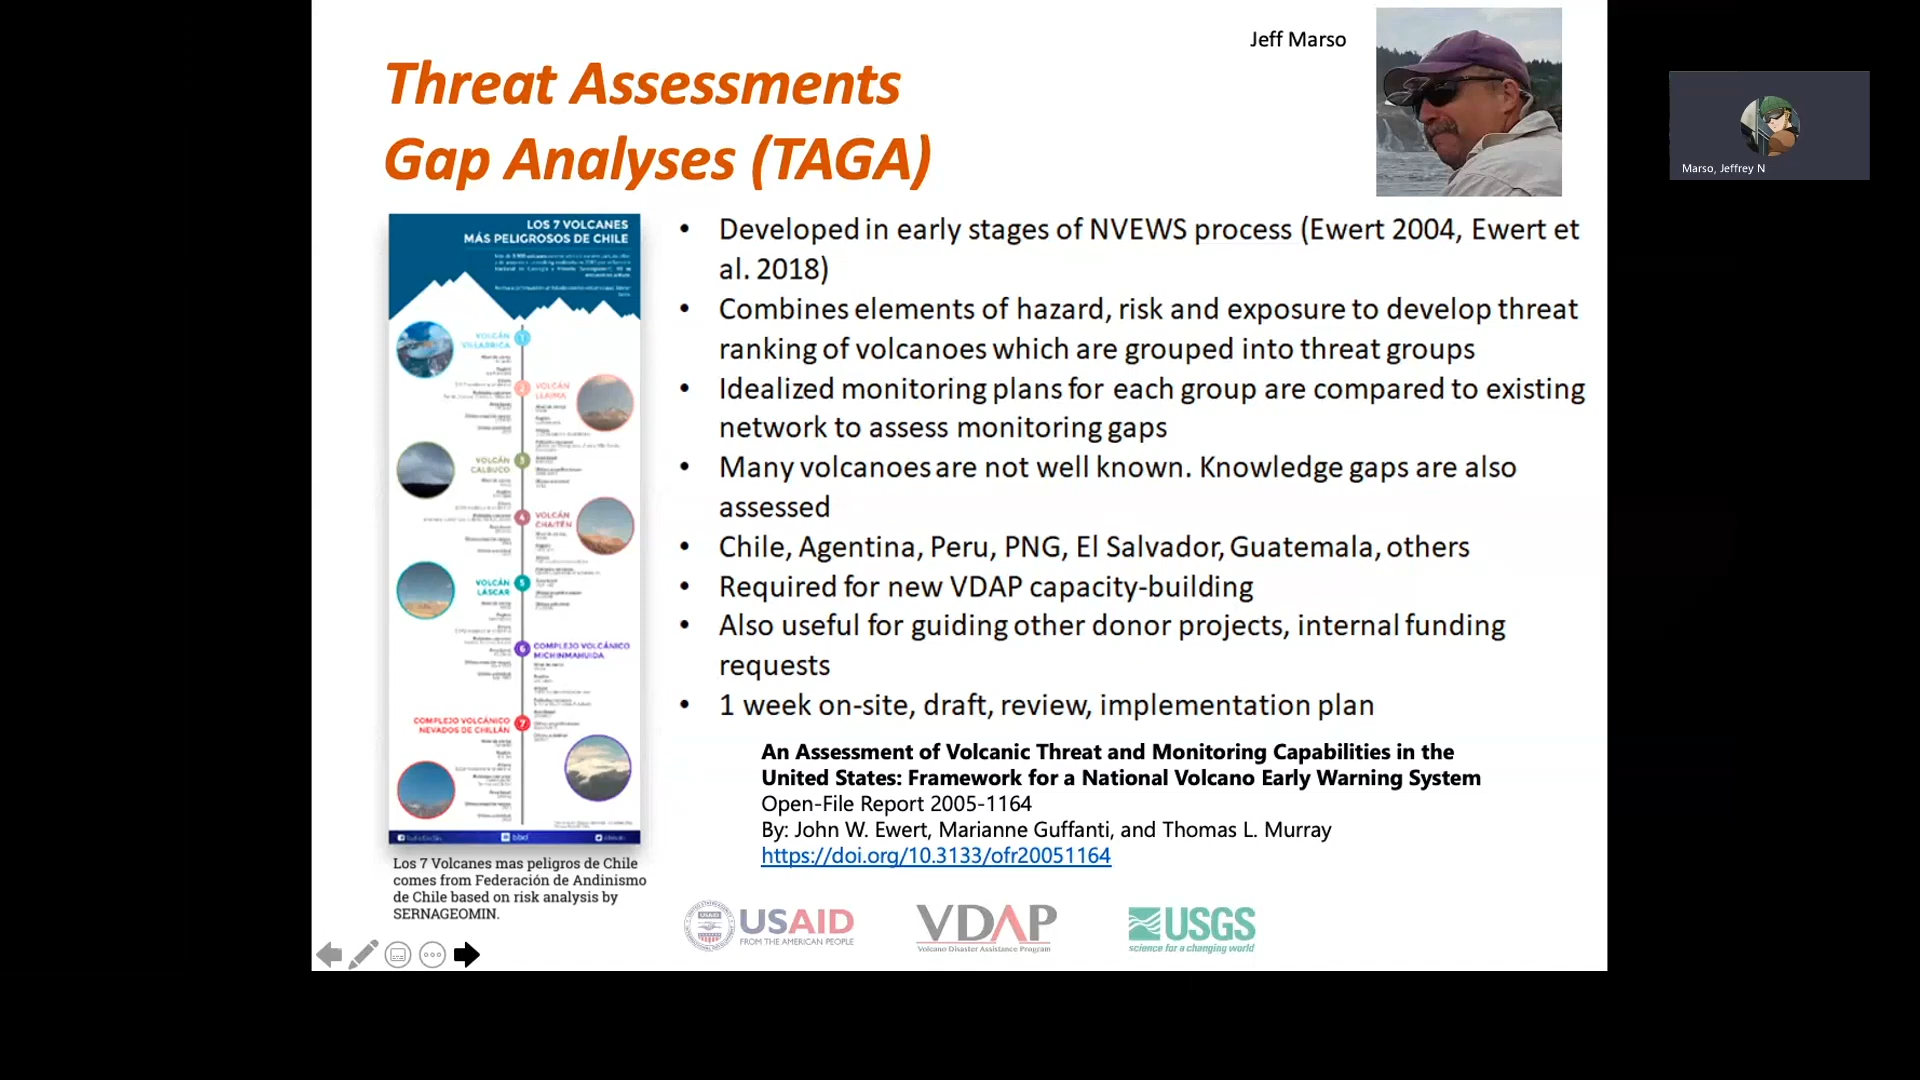 Jeff Marso
Threat Assessments
Gap Analyses (TAGA)
Marso, Jeffrey N
LOS 7 VOLCANES
MÁS PELIGROSOS DE CHILE
VOLCÁN
VILLARRICA
1
2
VOLCÁN
LLAIMA
VOLCÁN
CALBUCO
3
4
VOLCÁN
CHAITÉN
VOLCÁN
LÁSCAR
5
6
COMPLEJO VOLCÁNICO
MICHINMAHUIDA
COMPLEJO VOLCÁNICO
NEVADOS DE CHILLÁN
7
Los 7 Volcanes mas peligros de Chile
comes from Federación de Andinismo
de Chile based on risk analysis by
SERNAGEOMIN.
• Developed in early stages of NVEWS process (Ewert 2004, Ewert et
al. 2018)
• Combines elements of hazard, risk and exposure to develop threat
ranking of volcanoes which are grouped into threat groups
• Idealized monitoring plans for each group are compared to existing
network to assess monitoring gaps
• Many volcanoes are not well known. Knowledge gaps are also
assessed
• Chile, Agentina, Peru, PNG, El Salvador, Guatemala, others
• Required for new VDAP capacity-building
• Also useful for guiding other donor projects, internal funding
requests
• 1 week on-site, draft, review, implementation plan
An Assessment of Volcanic Threat and Monitoring Capabilities in the
United States: Framework for a National Volcano Early Warning System
Open-File Report 2005-1164
By: John W. Ewert, Marianne Guffanti, and Thomas L. Murray
https://doi.org/10.3133/ofr20051164
USAID
FROM THE AMERICAN PEOPLE
VDAP
Volcano Disaster Assistance Program
USGS
science for a changing world